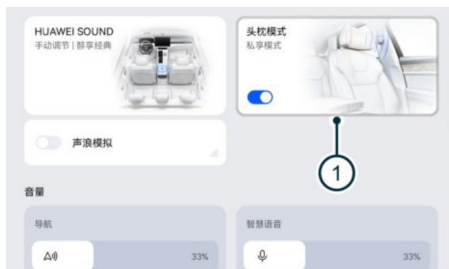 HUAWEI SOUND
手动调节 | 醇享经典
头枕模式
私享模式
声浪模拟
1
音量
导航
智慧语音
33%
33%